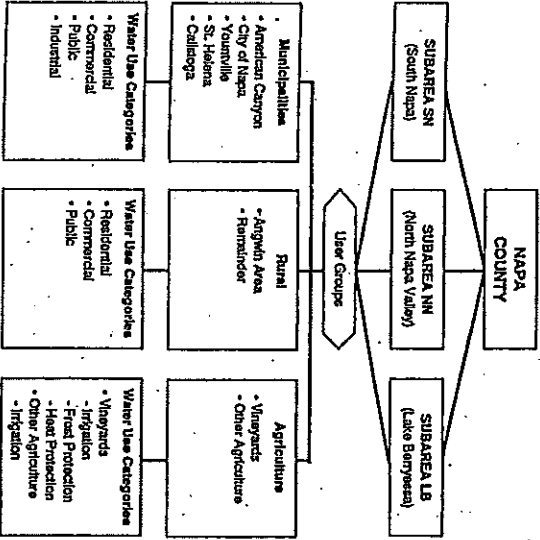 NAPA
COUNTY
SUBAREA SN
(South Napa)
SUBAREA NN
(North Napa Valley)
SUBAREA LB
(Lake Berryessa)
User Groups
Municipalities
• American Canyon
• City of Napa
• Yountville
• St. Helena
• Calistoga
Rural
• Angwin Area
• Remainder
Agriculture
• Vineyards
• Other Agriculture
Water Use Categories
• Residential
• Commercial
• Public
• Industrial
Water Use Categories
• Residential
• Commercial
• Public
Water Use Categories
• Vineyards
- Irrigation
- Frost Protection
- Heat Protection
• Other Agriculture
- Irrigation